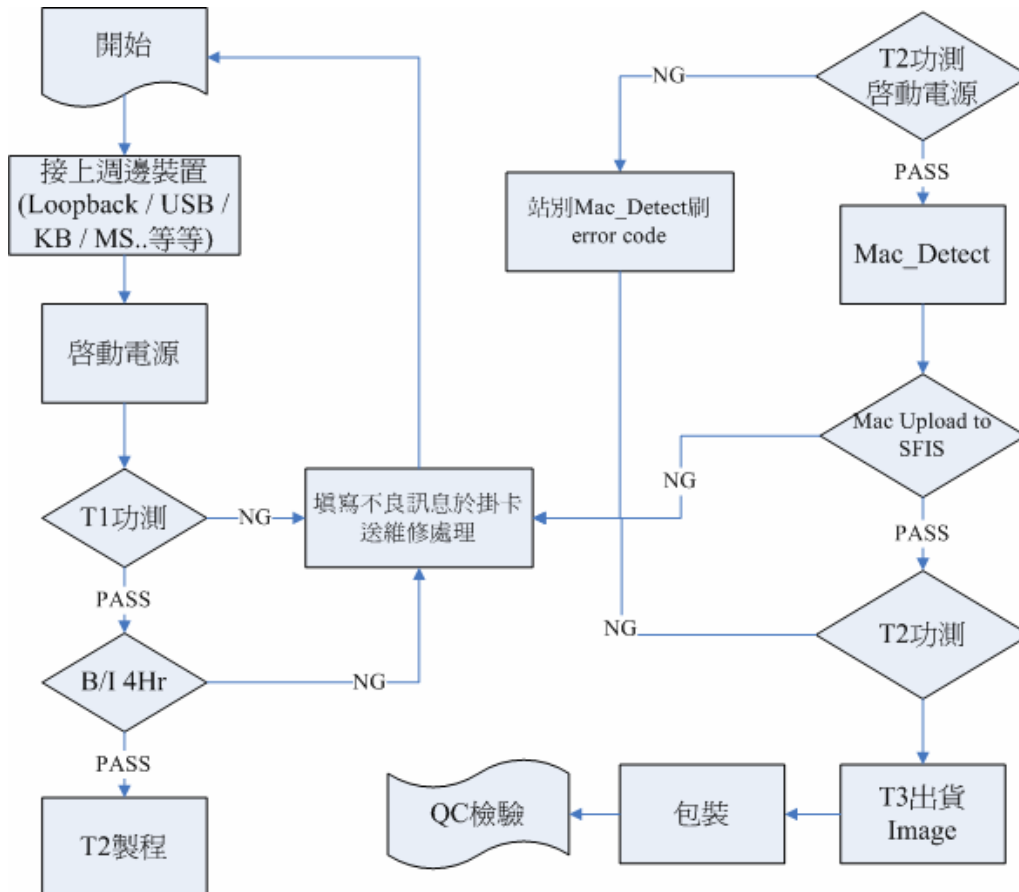 開始
接上週邊裝置
(Loopback / USB /
KB / MS..等等)
啓動電源
T1功測
NG
PASS
B/I 4Hr
NG
PASS
T2製程
填寫不良訊息於掛卡
送維修處理
T2功測
啓動電源
NG
PASS
站別Mac_Detect刷
error code
Mac_Detect
Mac Upload to
SFIS
NG
PASS
T2功測
NG
T3出貨
Image
包裝
QC檢驗